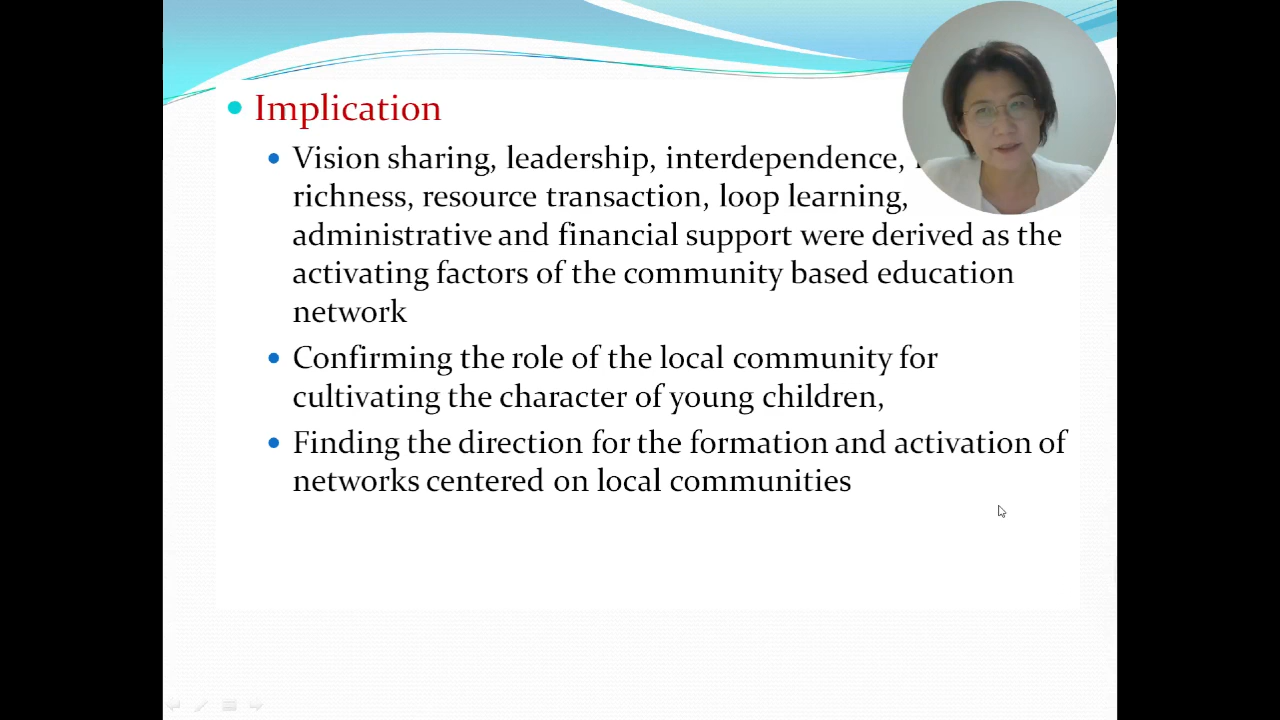 Implication
Vision sharing, leadership, interdependence,
richness, resource transaction, loop learning,
administrative and financial support were derived as the
activating factors of the community based education
network
Confirming the role of the local community for
cultivating the character of young children,
Finding the direction for the formation and activation of
networks centered on local communities